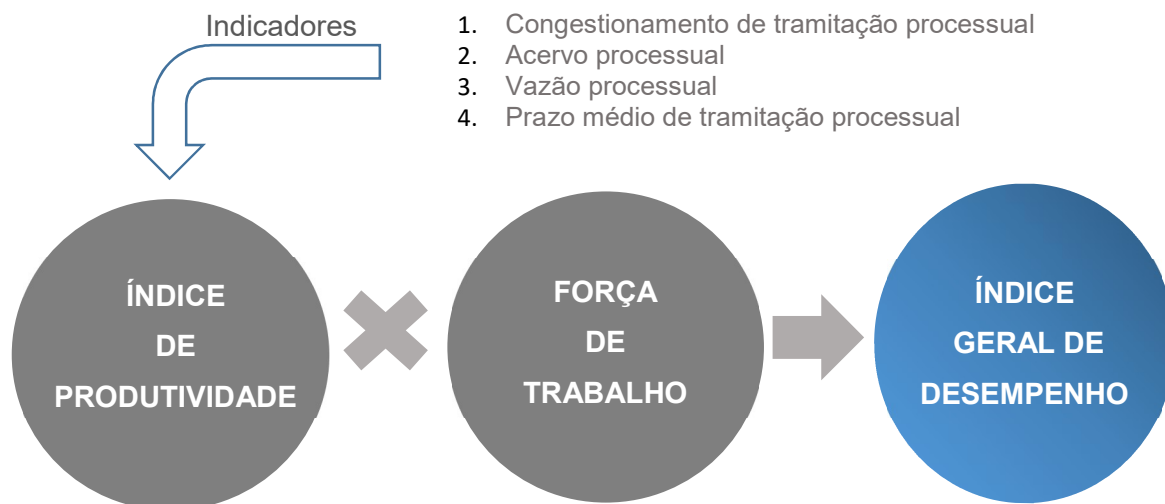 Indicadores
1. Congestionamento de tramitação processual
2. Acervo processual
3. Vazão processual
4. Prazo médio de tramitação processual
ÍNDICE
DE
PRODUTIVIDADE
FORÇA
DE
TRABALHO
ÍNDICE
GERAL DE
DESEMPENHO